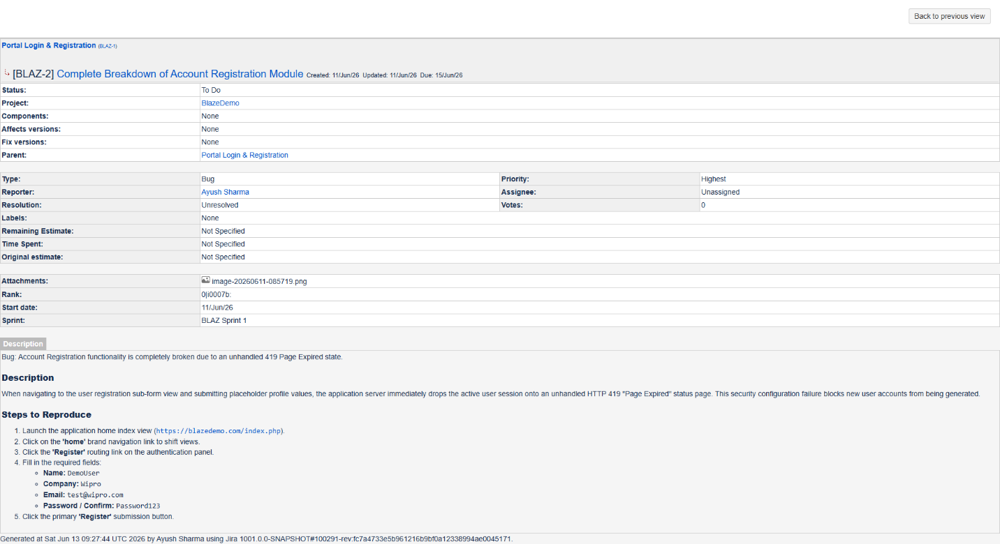 Back to previous view
Portal Login & Registration (BLAZ-1)
[BLAZ-2] Complete Breakdown of Account Registration Module Created: 11/Jun/26 Updated: 11/Jun/26 Due: 15/Jun/26
Status: To Do
Project: BlazeDemo
Components: None
Affects versions: None
Fix versions: None
Parent: Portal Login & Registration
Type: Bug Priority: Highest
Reporter: Ayush Sharma Assignee: Unassigned
Resolution: Unresolved Votes: 0
Labels: None
Remaining Estimate: Not Specified
Time Spent: Not Specified
Original estimate: Not Specified
Attachments: image-20260611-085719.png
Rank: 0|i0007b:
Start date: 11/Jun/26
Sprint: BLAZ Sprint 1
Description
Bug: Account Registration functionality is completely broken due to an unhandled 419 Page Expired state.
Description
When navigating to the user registration sub-form view and submitting placeholder profile values, the application server immediately drops the active user session onto an unhandled HTTP 419 "Page Expired" status page. This security configuration failure blocks new user accounts from being generated.
Steps to Reproduce
1. Launch the application home index view (https://blazedemo.com/index.php).
2. Click on the 'home' brand navigation link to shift views.
3. Click the 'Register' routing link on the authentication panel.
4. Fill in the required fields:
Name: DemoUser
Company: Wipro
Email: test@wipro.com
Password / Confirm: Password123
5. Click the primary 'Register' submission button.
Generated at Sat Jun 13 09:27:44 UTC 2026 by Ayush Sharma using Jira 1001.0.0-SNAPSHOT#100291-rev:fc7a4733e5b961216b9bf0a12338994ae0045171.